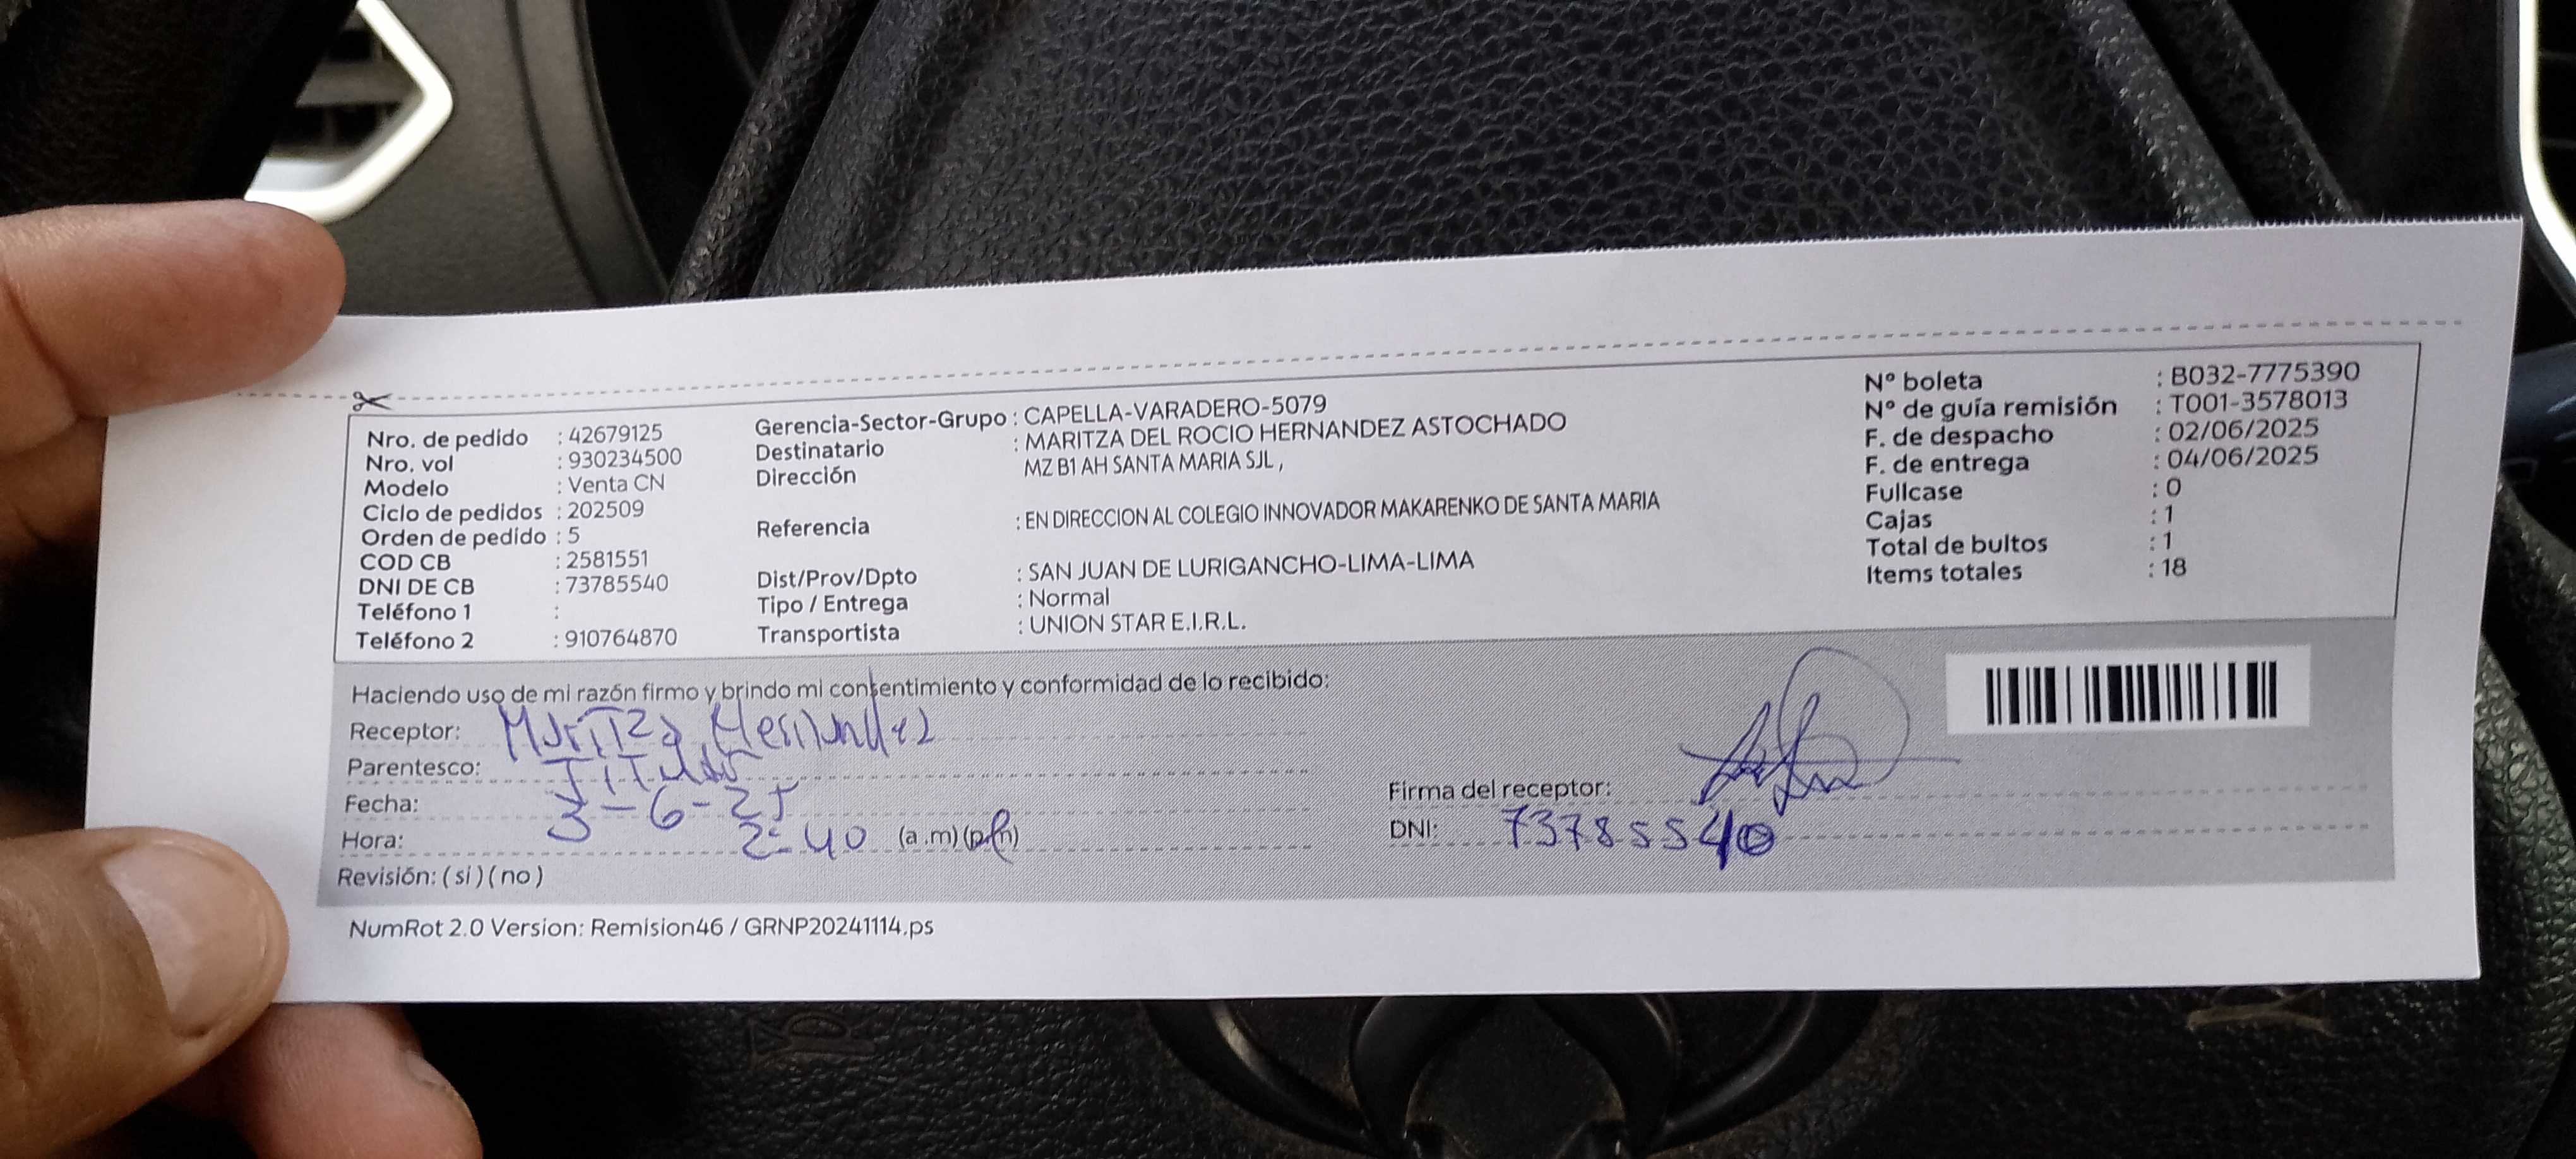 Nro. de pedido : 42679125
Nro. vol : 930234500
Modelo : Venta CN
Ciclo de pedidos : 202509
Orden de pedido : 5
COD CB : 2581551
DNI DE CB : 73785540
Teléfono 1 :
Teléfono 2 : 910764870
Gerencia-Sector-Grupo : CAPELLA-VARADERO-5079
Destinatario : MARITZA DEL ROCIO HERNANDEZ ASTOCHADO
Dirección MZ B1 AH SANTA MARIA SJL ,
Referencia : EN DIRECCION AL COLEGIO INNOVADOR MAKARENKO DE SANTA MARIA
Dist/Prov/Dpto : SAN JUAN DE LURIGANCHO-LIMA-LIMA
Tipo / Entrega : Normal
Transportista : UNION STAR E.I.R.L.
N° boleta : B032-7775390
N° de guía remisión : T001-3578013
F. de despacho : 02/06/2025
F. de entrega : 04/06/2025
Fullcase : 0
Cajas : 1
Total de bultos : 1
Items totales : 18
Haciendo uso de mi razón firmo y brindo mi consentimiento y conformidad de lo recibido:
Receptor: Maritza Hernandez
Parentesco: Titular
Fecha: 3-6-25
Hora: 2:40 (a.m)(p.m)
Revisión: ( si ) ( no )
Firma del receptor:
DNI: 73785540
NumRot 2.0 Version: Remision46 / GRNP20241114.ps